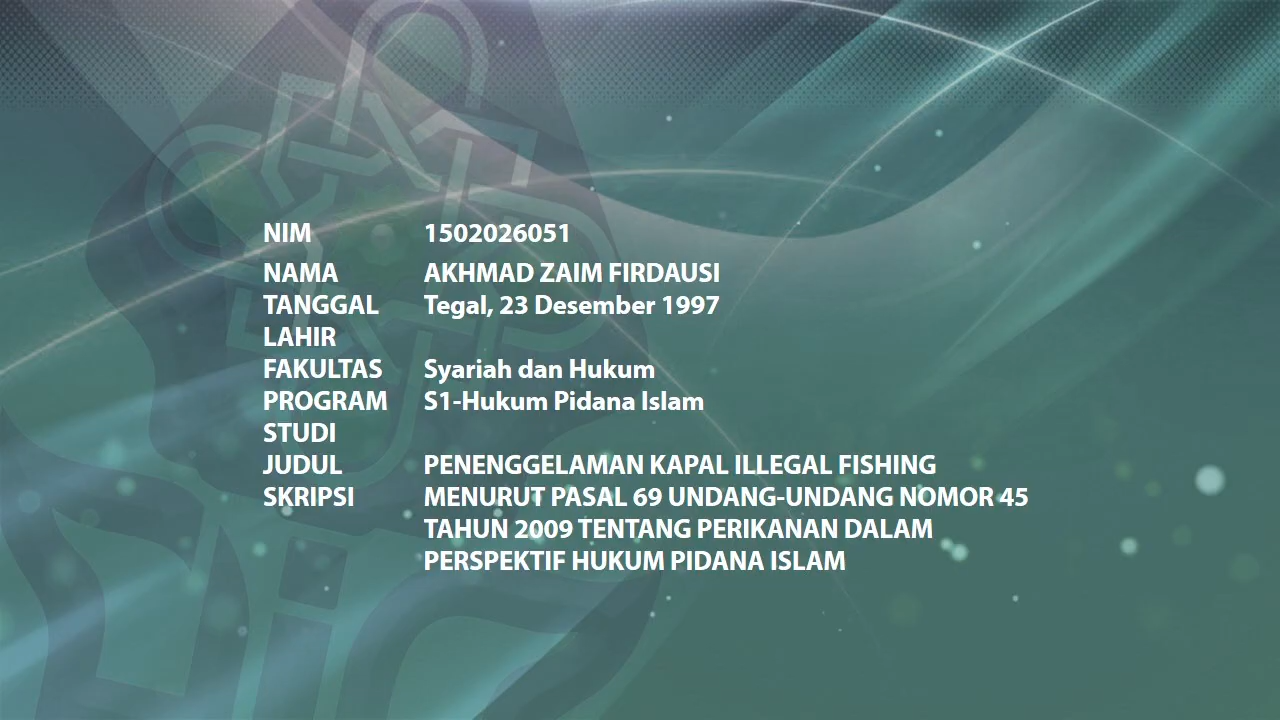 NIM 1502026051
NAMA AKHMAD ZAIM FIRDAUSI
TANGGAL Tegal, 23 Desember 1997
LAHIR
FAKULTAS Syariah dan Hukum
PROGRAM S1-Hukum Pidana Islam
STUDI
JUDUL PENENGGELAMAN KAPAL ILLEGAL FISHING
SKRIPSI MENURUT PASAL 69 UNDANG-UNDANG NOMOR 45
TAHUN 2009 TENTANG PERIKANAN DALAM
PERSPEKTIF HUKUM PIDANA ISLAM